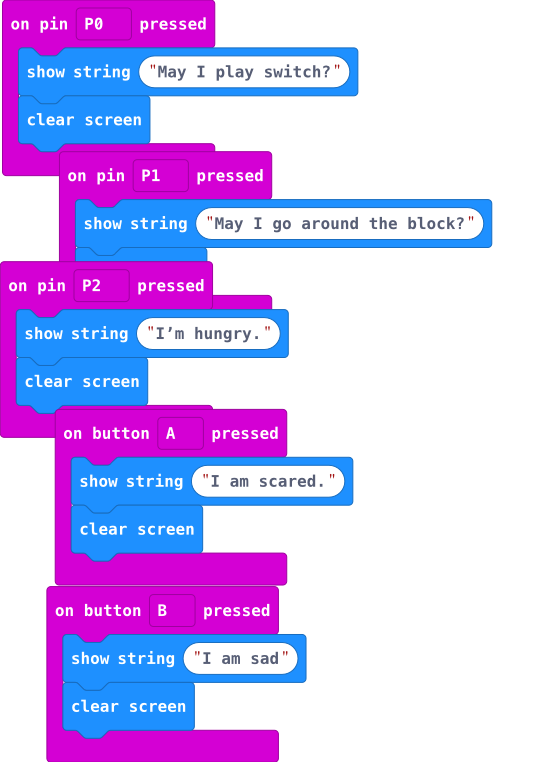 on pin P0 pressed
show string "May I play switch?"
clear screen
on pin P1 pressed
show string "May I go around the block?"
on pin P2 pressed
show string "I’m hungry."
clear screen
on button A pressed
show string "I am scared."
clear screen
on button B pressed
show string "I am sad"
clear screen